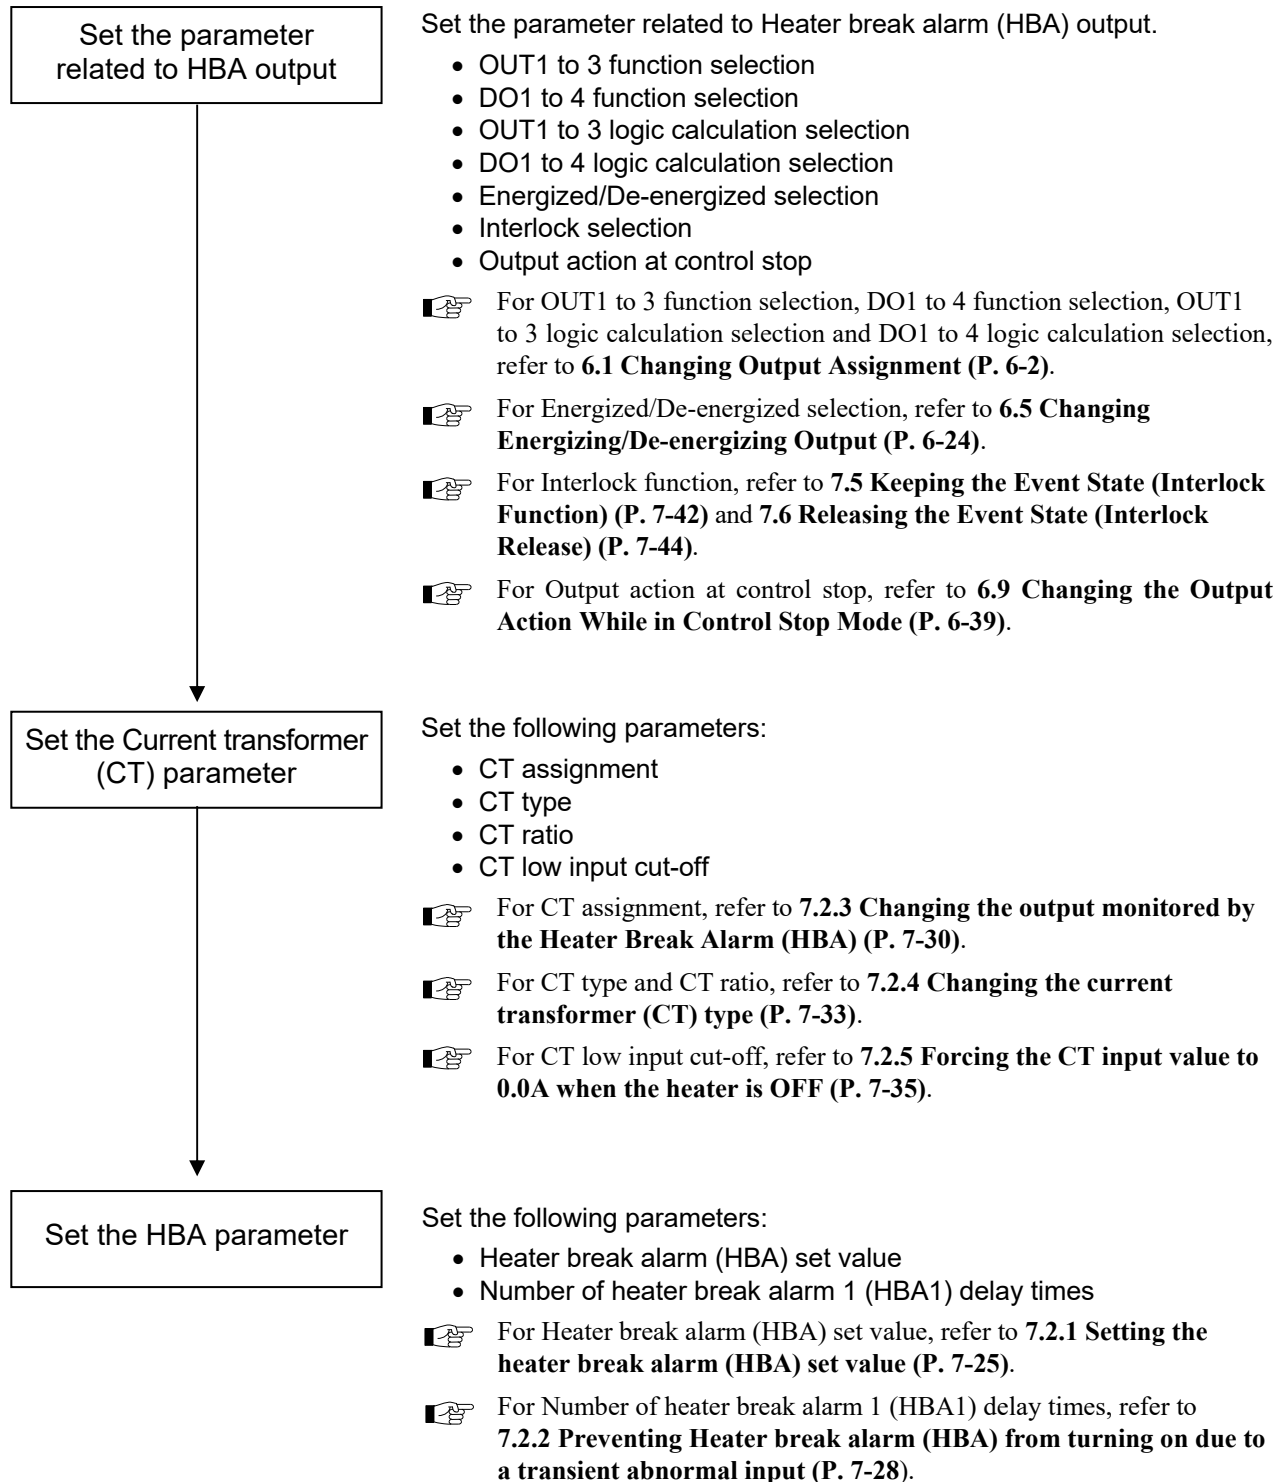 Set the parameter
related to HBA output
Set the parameter related to Heater break alarm (HBA) output.
• OUT1 to 3 function selection
• DO1 to 4 function selection
• OUT1 to 3 logic calculation selection
• DO1 to 4 logic calculation selection
• Energized/De-energized selection
• Interlock selection
• Output action at control stop
For OUT1 to 3 function selection, DO1 to 4 function selection, OUT1
to 3 logic calculation selection and DO1 to 4 logic calculation selection,
refer to 6.1 Changing Output Assignment (P. 6-2).
For Energized/De-energized selection, refer to 6.5 Changing
Energizing/De-energizing Output (P. 6-24).
For Interlock function, refer to 7.5 Keeping the Event State (Interlock
Function) (P. 7-42) and 7.6 Releasing the Event State (Interlock
Release) (P. 7-44).
For Output action at control stop, refer to 6.9 Changing the Output
Action While in Control Stop Mode (P. 6-39).
Set the Current transformer
(CT) parameter
Set the following parameters:
• CT assignment
• CT type
• CT ratio
• CT low input cut-off
For CT assignment, refer to 7.2.3 Changing the output monitored by
the Heater Break Alarm (HBA) (P. 7-30).
For CT type and CT ratio, refer to 7.2.4 Changing the current
transformer (CT) type (P. 7-33).
For CT low input cut-off, refer to 7.2.5 Forcing the CT input value to
0.0A when the heater is OFF (P. 7-35).
Set the HBA parameter
Set the following parameters:
• Heater break alarm (HBA) set value
• Number of heater break alarm 1 (HBA1) delay times
For Heater break alarm (HBA) set value, refer to 7.2.1 Setting the
heater break alarm (HBA) set value (P. 7-25).
For Number of heater break alarm 1 (HBA1) delay times, refer to
7.2.2 Preventing Heater break alarm (HBA) from turning on due to
a transient abnormal input (P. 7-28).